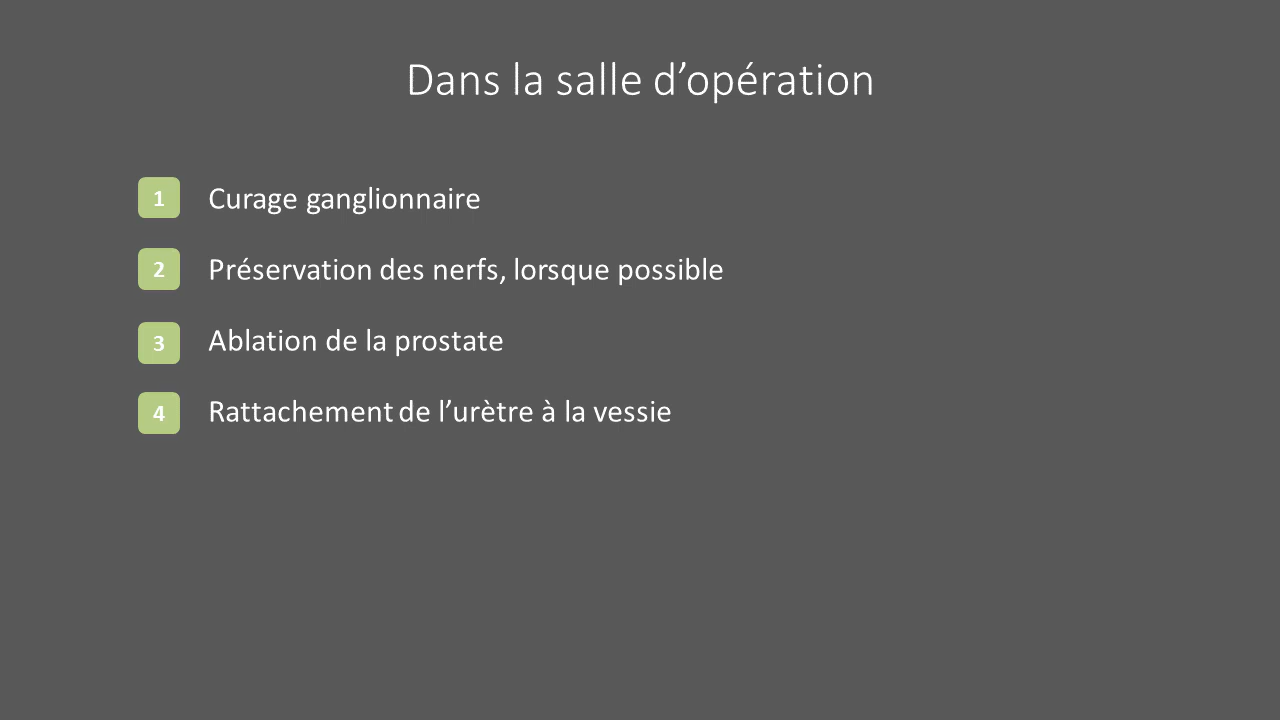 Dans la salle d’opération
1 Curage ganglionnaire
2 Préservation des nerfs, lorsque possible
3 Ablation de la prostate
4 Rattachement de l’urètre à la vessie